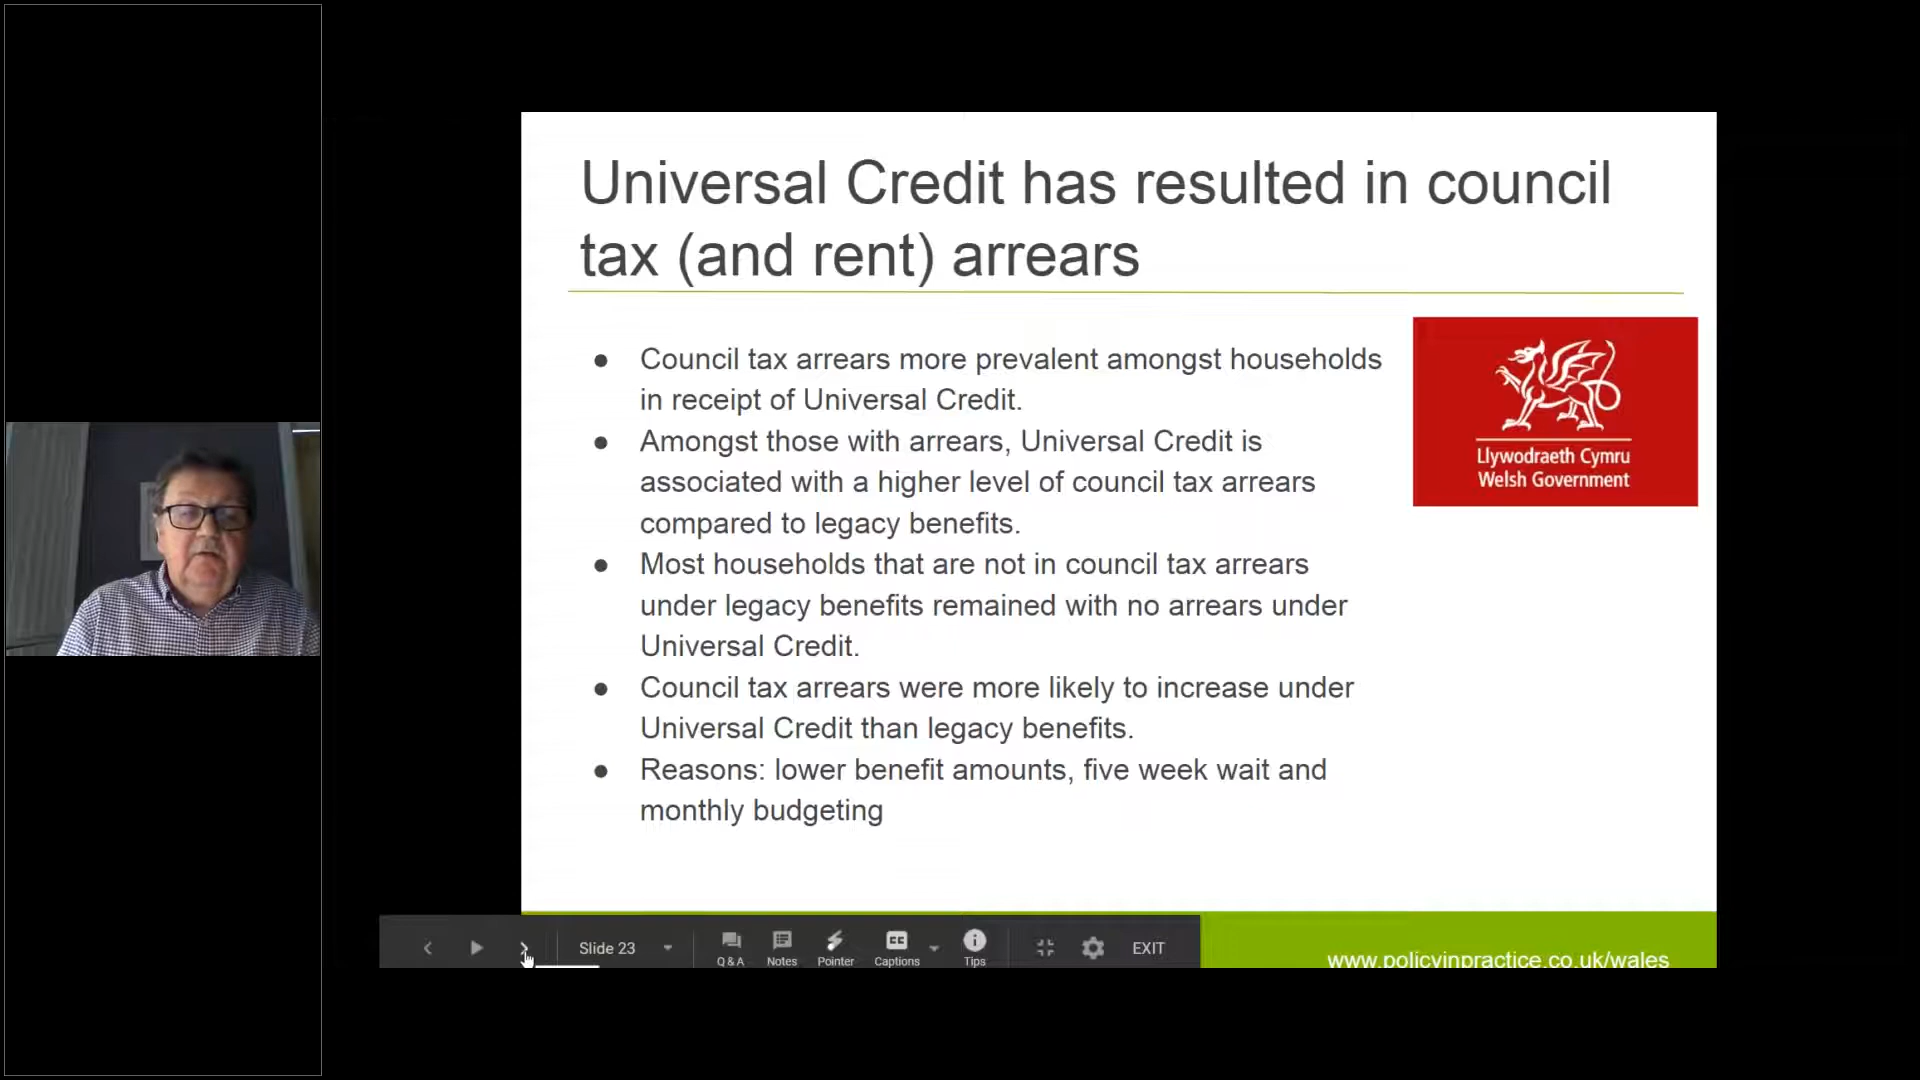 Universal Credit has resulted in council
tax (and rent) arrears
● Council tax arrears more prevalent amongst households
in receipt of Universal Credit.
● Amongst those with arrears, Universal Credit is
associated with a higher level of council tax arrears
compared to legacy benefits.
● Most households that are not in council tax arrears
under legacy benefits remained with no arrears under
Universal Credit.
● Council tax arrears were more likely to increase under
Universal Credit than legacy benefits.
● Reasons: lower benefit amounts, five week wait and
monthly budgeting
Llywodraeth Cymru
Welsh Government
Slide 23
Q & A
Notes
Pointer
CC
Captions
Tips
EXIT
www.policyinpractice.co.uk/wales